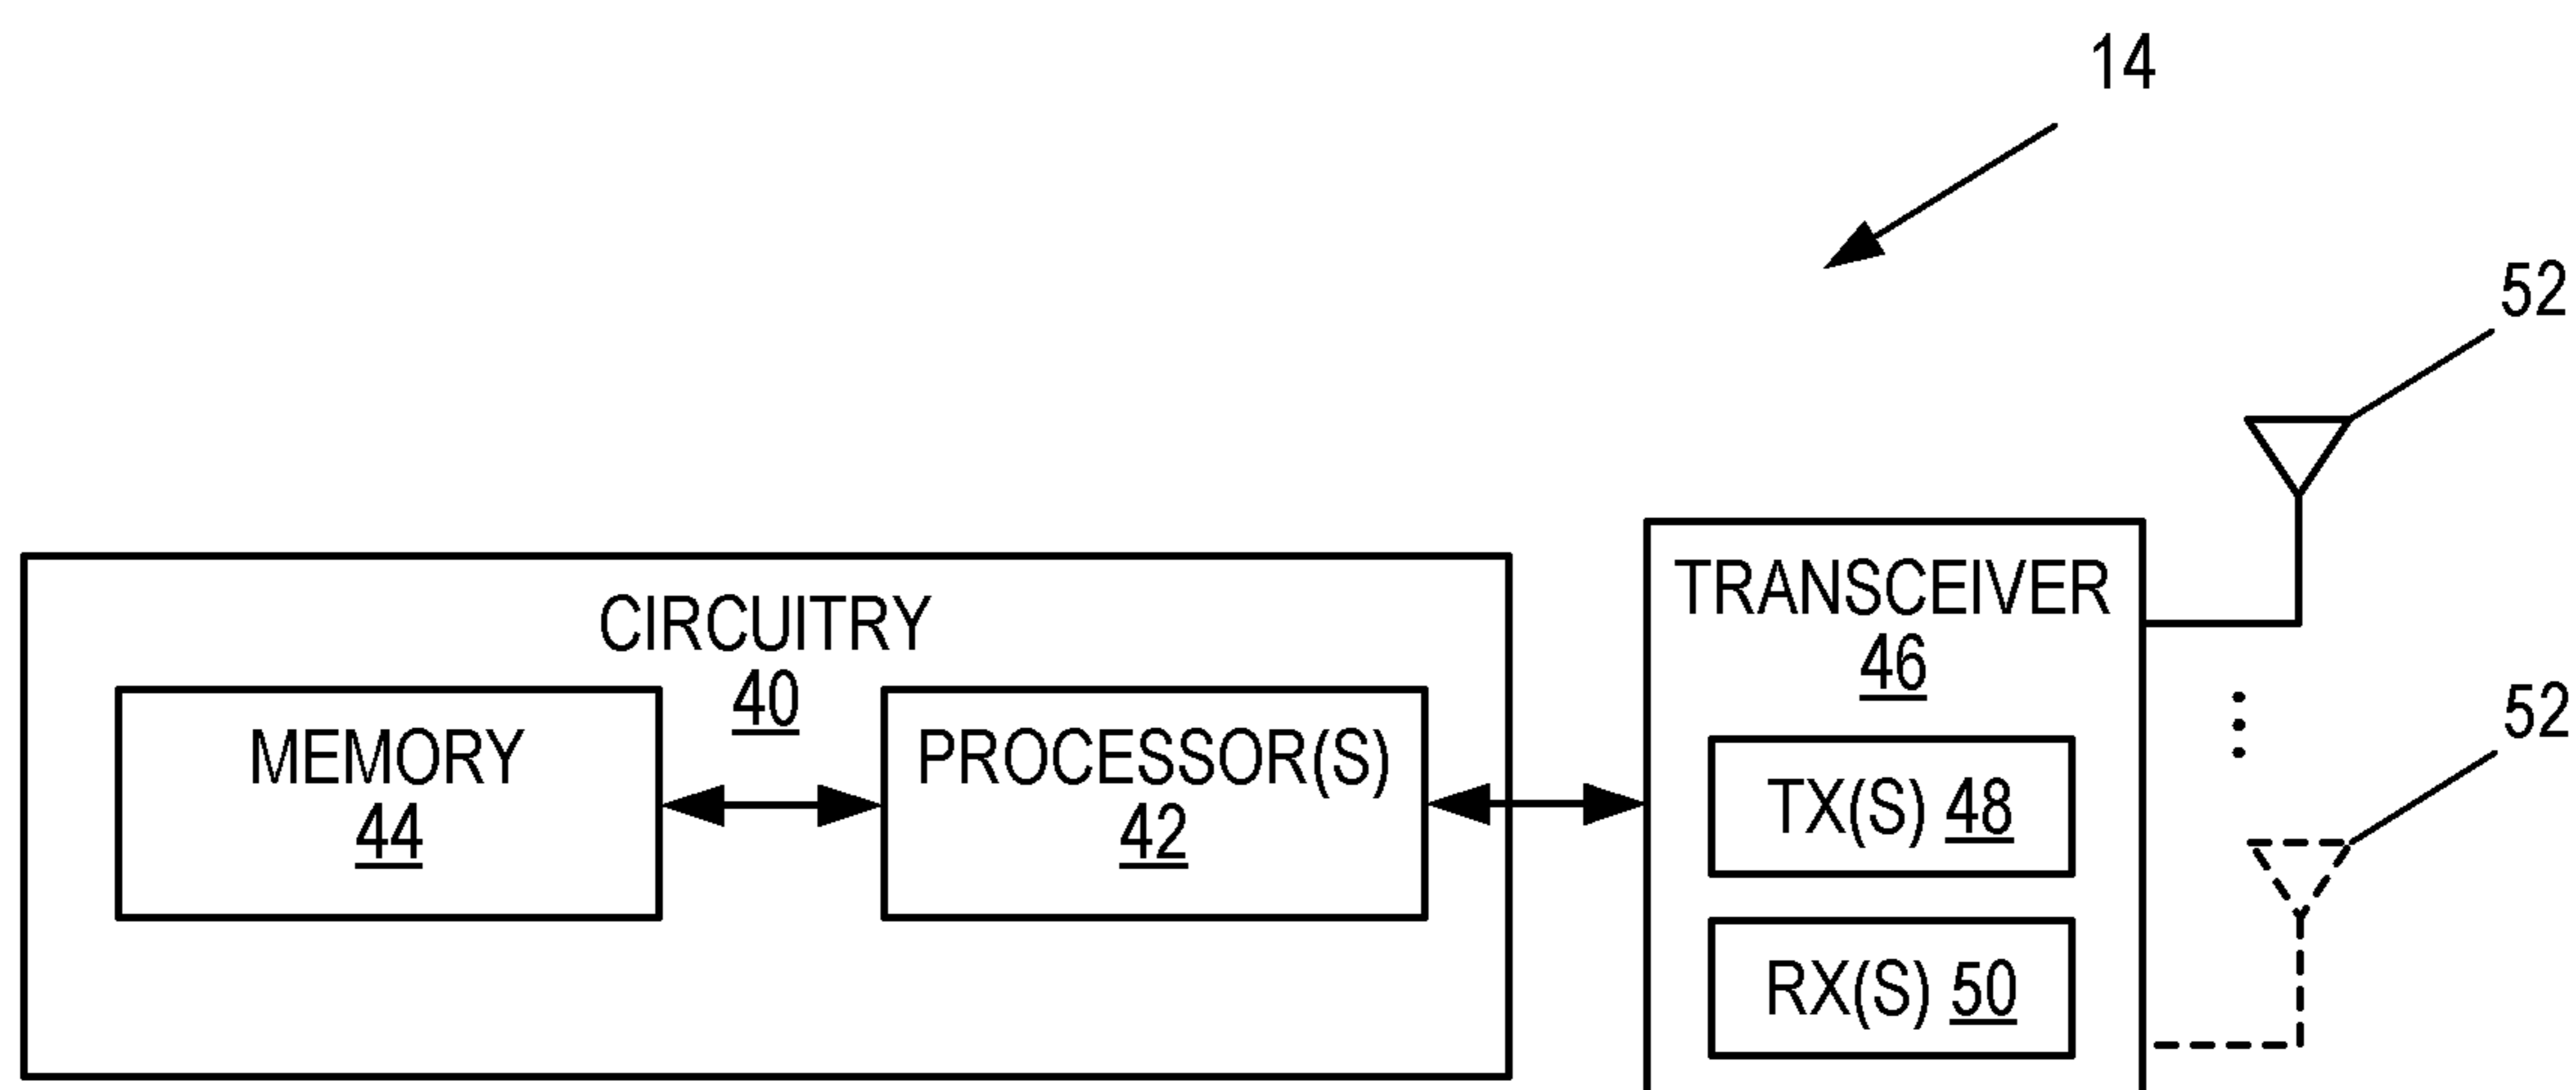 14
52
CIRCUITRY
40
MEMORY
44
PROCESSOR(S)
42
TRANSCEIVER
46
TX(S) 48
RX(S) 50
52